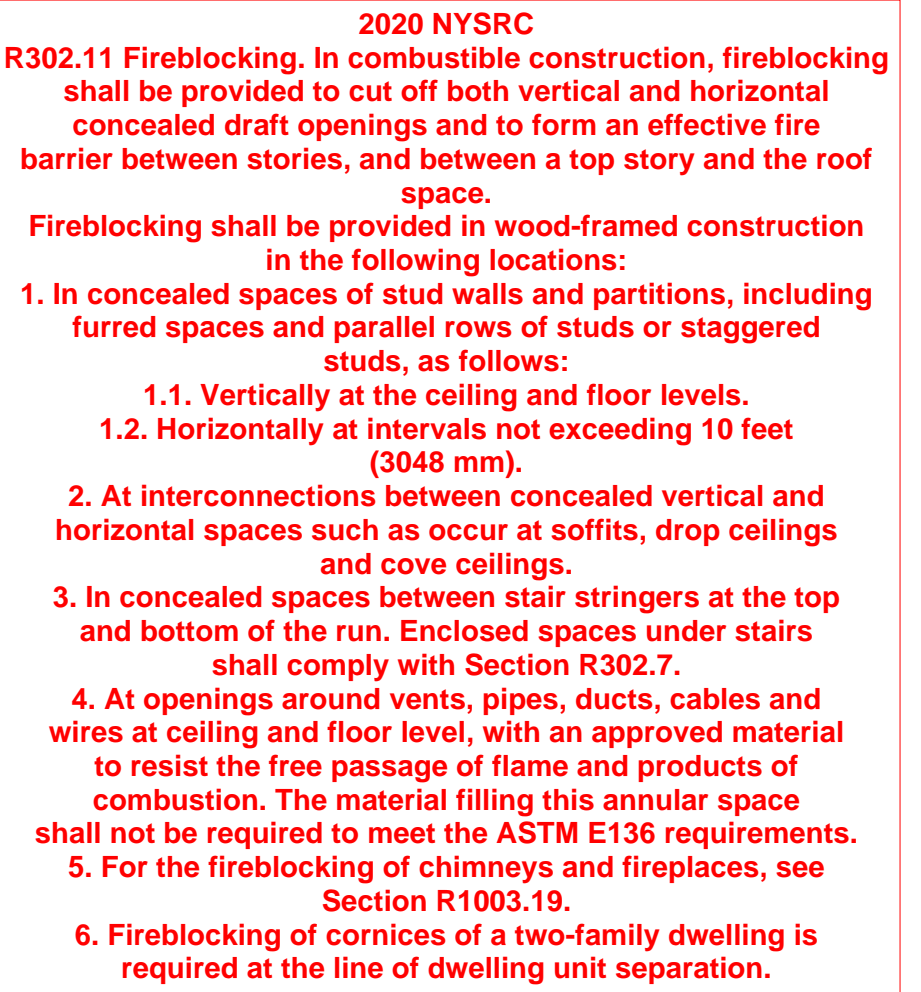 2020 NYSRC
R302.11 Fireblocking. In combustible construction, fireblocking
shall be provided to cut off both vertical and horizontal
concealed draft openings and to form an effective fire
barrier between stories, and between a top story and the roof
space.
Fireblocking shall be provided in wood-framed construction
in the following locations:
1. In concealed spaces of stud walls and partitions, including
furred spaces and parallel rows of studs or staggered
studs, as follows:
1.1. Vertically at the ceiling and floor levels.
1.2. Horizontally at intervals not exceeding 10 feet
(3048 mm).
2. At interconnections between concealed vertical and
horizontal spaces such as occur at soffits, drop ceilings
and cove ceilings.
3. In concealed spaces between stair stringers at the top
and bottom of the run. Enclosed spaces under stairs
shall comply with Section R302.7.
4. At openings around vents, pipes, ducts, cables and
wires at ceiling and floor level, with an approved material
to resist the free passage of flame and products of
combustion. The material filling this annular space
shall not be required to meet the ASTM E136 requirements.
5. For the fireblocking of chimneys and fireplaces, see
Section R1003.19.
6. Fireblocking of cornices of a two-family dwelling is
required at the line of dwelling unit separation.